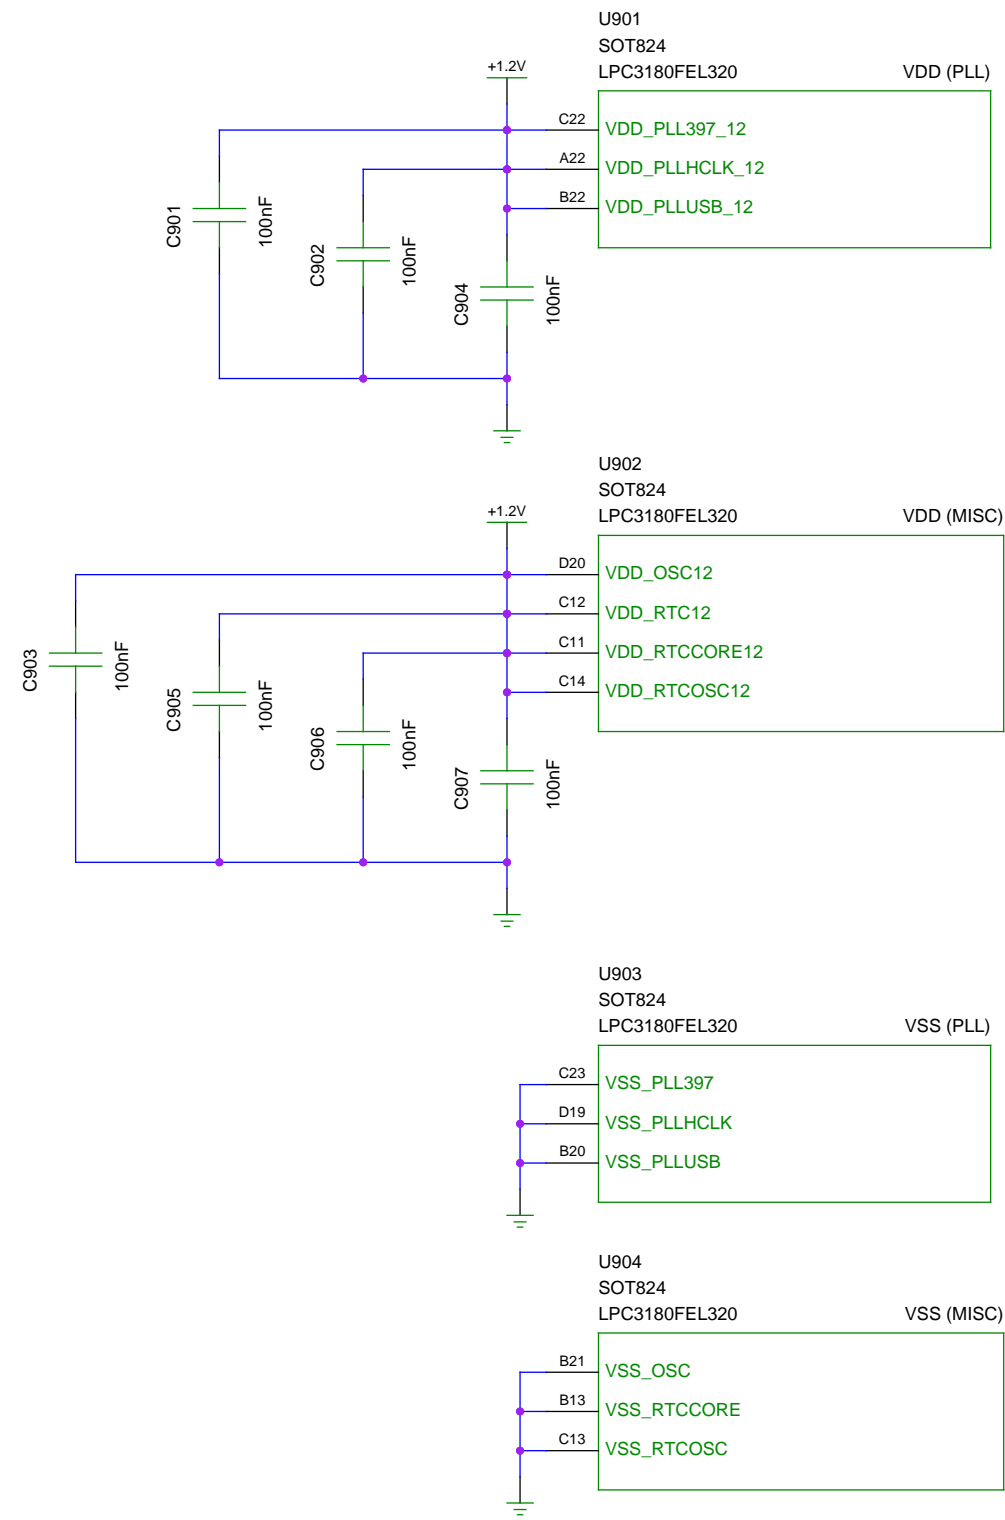 U901
SOT824
LPC3180FEL320 VDD (PLL)
+1.2V
C22 VDD_PLL397_12
A22 VDD_PLLHCLK_12
B22 VDD_PLLUSB_12
C901 100nF
C902 100nF
C904 100nF
U902
SOT824
LPC3180FEL320 VDD (MISC)
+1.2V
D20 VDD_OSC12
C12 VDD_RTC12
C11 VDD_RTCCORE12
C14 VDD_RTCOSC12
C903 100nF
C905 100nF
C906 100nF
C907 100nF
U903
SOT824
LPC3180FEL320 VSS (PLL)
C23 VSS_PLL397
D19 VSS_PLLHCLK
B20 VSS_PLLUSB
U904
SOT824
LPC3180FEL320 VSS (MISC)
B21 VSS_OSC
B13 VSS_RTCCORE
C13 VSS_RTCOSC